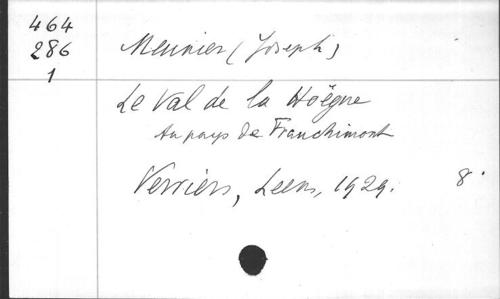 464
286
1
Meunier (Joseph)
Le Val de la Hoëgne
Au pays de Franchimont
Verviers, Leens, 1929. 8°